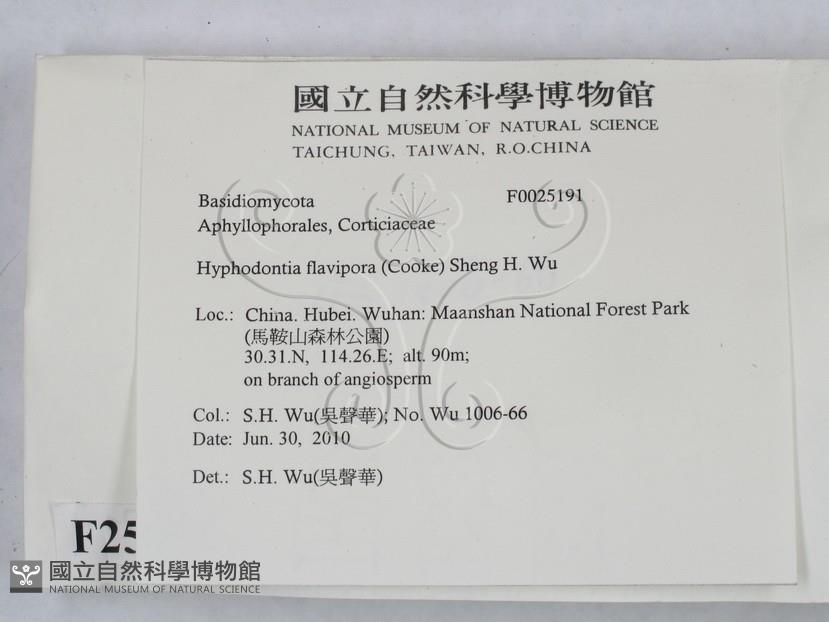 國立自然科學博物館
NATIONAL MUSEUM OF NATURAL SCIENCE
TAICHUNG, TAIWAN, R.O.CHINA
Basidiomycota F0025191
Aphyllophorales, Corticiaceae
Hyphodontia flavipora (Cooke) Sheng H. Wu
Loc.: China. Hubei. Wuhan: Maanshan National Forest Park
(馬鞍山森林公園)
30.31.N, 114.26.E; alt. 90m;
on branch of angiosperm
Col.: S.H. Wu(吳聲華); No. Wu 1006-66
Date: Jun. 30, 2010
Det.: S.H. Wu(吳聲華)
F25
國立自然科學博物館
NATIONAL MUSEUM OF NATURAL SCIENCE